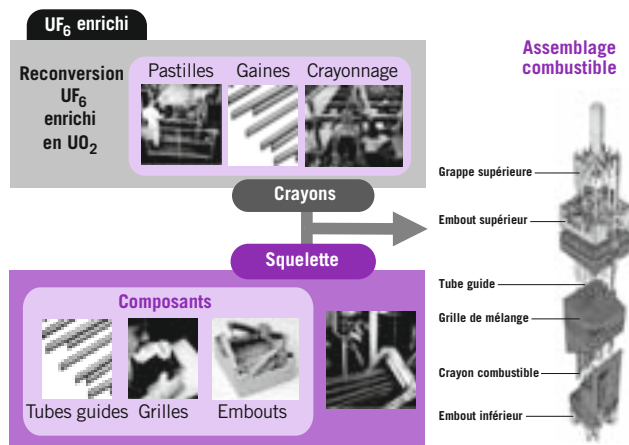 UF6 enrichi
Reconversion
UF6
enrichi
en UO2
Pastilles
Gaines
Crayonnage
Crayons
Squelette
Composants
Tubes guides
Grilles
Embouts
Assemblage
combustible
Grappe supérieure
Embout supérieur
Tube guide
Grille de mélange
Crayon combustible
Embout inférieur